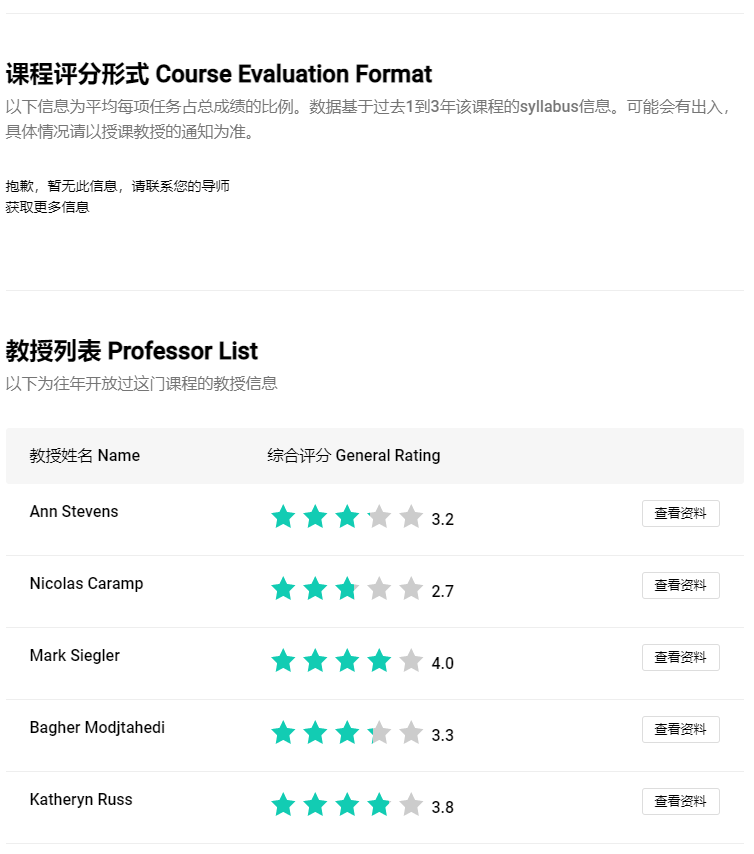 课程评分形式 Course Evaluation Format
以下信息为平均每项任务占总成绩的比例。数据基于过去1到3年该课程的syllabus信息。可能会有出入，
具体情况请以授课教授的通知为准。
抱歉，暂无此信息，请联系您的导师
获取更多信息
教授列表 Professor List
以下为往年开放过这门课程的教授信息
教授姓名 Name 综合评分 General Rating
Ann Stevens 3.2 查看资料
Nicolas Caramp 2.7 查看资料
Mark Siegler 4.0 查看资料
Bagher Modjtahedi 3.3 查看资料
Katheryn Russ 3.8 查看资料